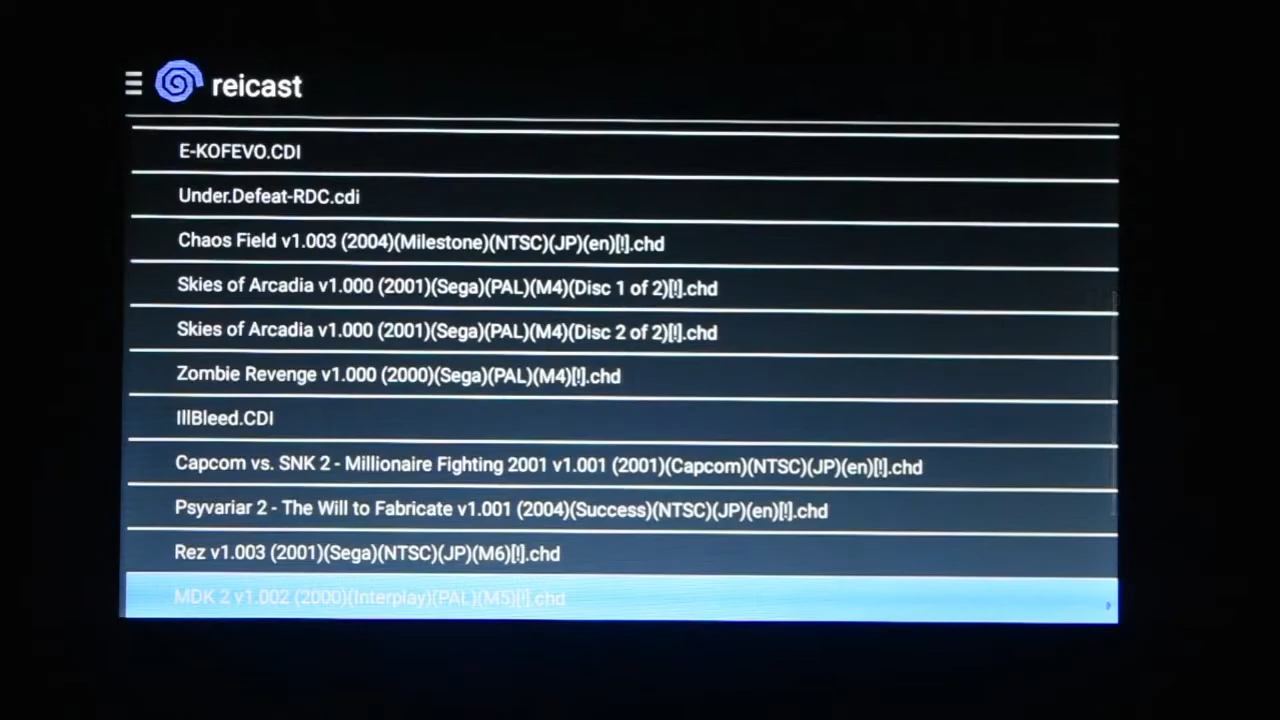 reicast
E-KOFEVO.CDI
Under.Defeat-RDC.cdi
Chaos Field v1.003 (2004)(Milestone)(NTSC)(JP)(en)[!].chd
Skies of Arcadia v1.000 (2001)(Sega)(PAL)(M4)(Disc 1 of 2)[!].chd
Skies of Arcadia v1.000 (2001)(Sega)(PAL)(M4)(Disc 2 of 2)[!].chd
Zombie Revenge v1.000 (2000)(Sega)(PAL)(M4)[!].chd
IllBleed.CDI
Capcom vs. SNK 2 - Millionaire Fighting 2001 v1.001 (2001)(Capcom)(NTSC)(JP)(en)[!].chd
Psyvariar 2 - The Will to Fabricate v1.001 (2004)(Success)(NTSC)(JP)(en)[!].chd
Rez v1.003 (2001)(Sega)(NTSC)(JP)(M6)[!].chd
MDK 2 v1.002 (2000)(Interplay)(PAL)(M5)[!].chd